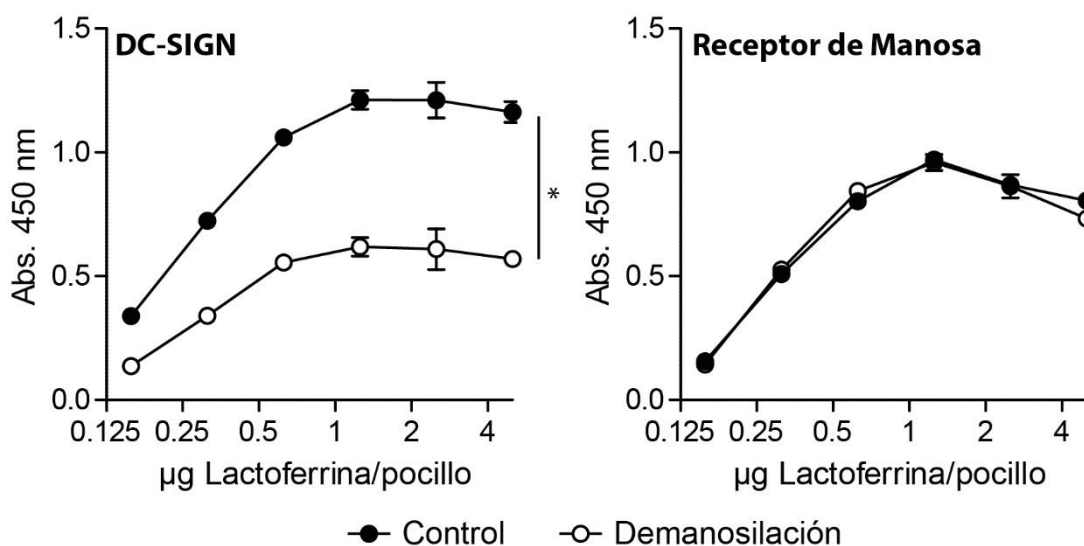 DC-SIGN
1.5
1.0
0.5
0.0
Abs. 450 nm
*
0.125 0.25 0.5 1 2 4
µg Lactoferrina/pocillo
Receptor de Manosa
1.5
1.0
0.5
0.0
Abs. 450 nm
0.125 0.25 0.5 1 2 4
µg Lactoferrina/pocillo
Control Demanosilación